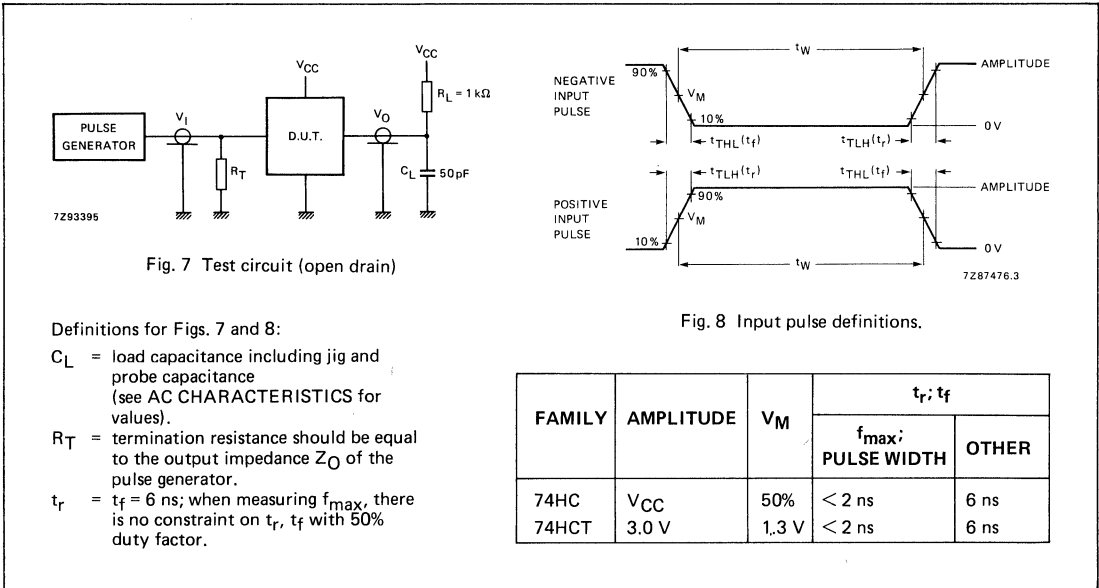 VCC
VCC
RL = 1 kΩ
PULSE
GENERATOR
VI
D.U.T.
VO
RT
CL
50 pF
7Z93395
Fig. 7 Test circuit (open drain)
tW
NEGATIVE
INPUT
PULSE
90%
VM
10%
AMPLITUDE
0 V
tTHL(tf)
tTLH(tr)
tTLH(tr)
tTHL(tf)
POSITIVE
INPUT
PULSE
90%
VM
10%
AMPLITUDE
0 V
tW
7Z87476.3
Fig. 8 Input pulse definitions.
Definitions for Figs. 7 and 8:
CL = load capacitance including jig and
probe capacitance
(see AC CHARACTERISTICS for
values).
RT = termination resistance should be equal
to the output impedance ZO of the
pulse generator.
tr = tf = 6 ns; when measuring fmax, there
is no constraint on tr, tf with 50%
duty factor.
FAMILY AMPLITUDE VM tr; tf
fmax; PULSE WIDTH OTHER
74HC VCC 50% < 2 ns 6 ns
74HCT 3.0 V 1.3 V < 2 ns 6 ns